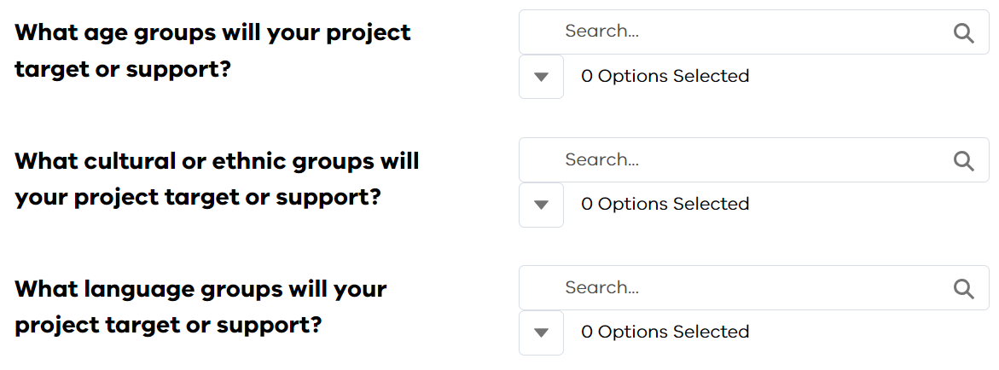 What age groups will your project
target or support?
Search...
0 Options Selected
What cultural or ethnic groups will
your project target or support?
Search...
0 Options Selected
What language groups will your
project target or support?
Search...
0 Options Selected